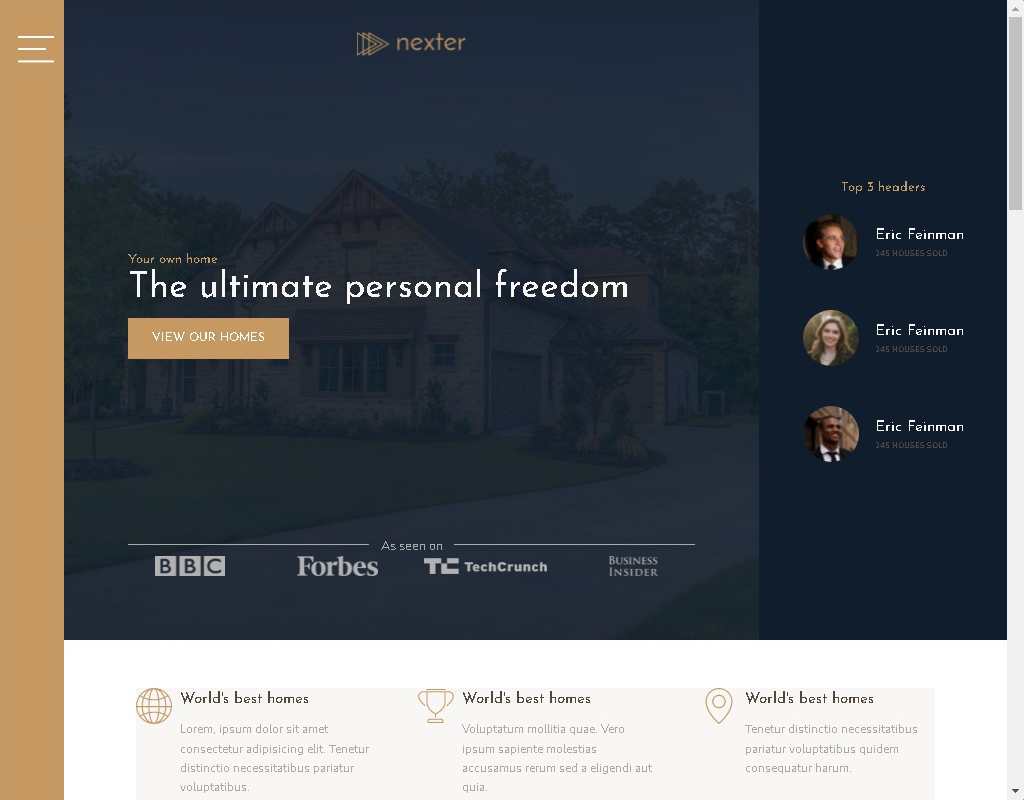 nexter
Your own home
The ultimate personal freedom
VIEW OUR HOMES
As seen on
BBC
Forbes
TC TechCrunch
BUSINESS
INSIDER
Top 3 headers
Eric Feinman
245 HOUSES SOLD
Eric Feinman
245 HOUSES SOLD
Eric Feinman
245 HOUSES SOLD
World's best homes
Lorem, ipsum dolor sit amet
consectetur adipisicing elit. Tenetur
distinctio necessitatibus pariatur
voluptatibus.
World's best homes
Voluptatum mollitia quae. Vero
ipsum sapiente molestias
accusamus rerum sed a eligendi aut
quia.
World's best homes
Tenetur distinctio necessitatibus
pariatur voluptatibus quidem
consequatur harum.